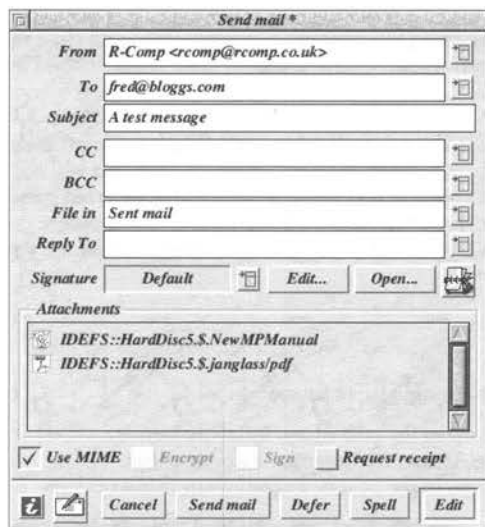 Send mail *
From R-Comp <rcomp@rcomp.co.uk>
To fred@bloggs.com
Subject A test message
CC
BCC
File in Sent mail
Reply To
Signature Default Edit... Open...
Attachments
IDEFS::HardDisc5.$.NewMPManual
IDEFS::HardDisc5.$.janglass/pdf
Use MIME Encrypt Sign Request receipt
Cancel Send mail Defer Spell Edit